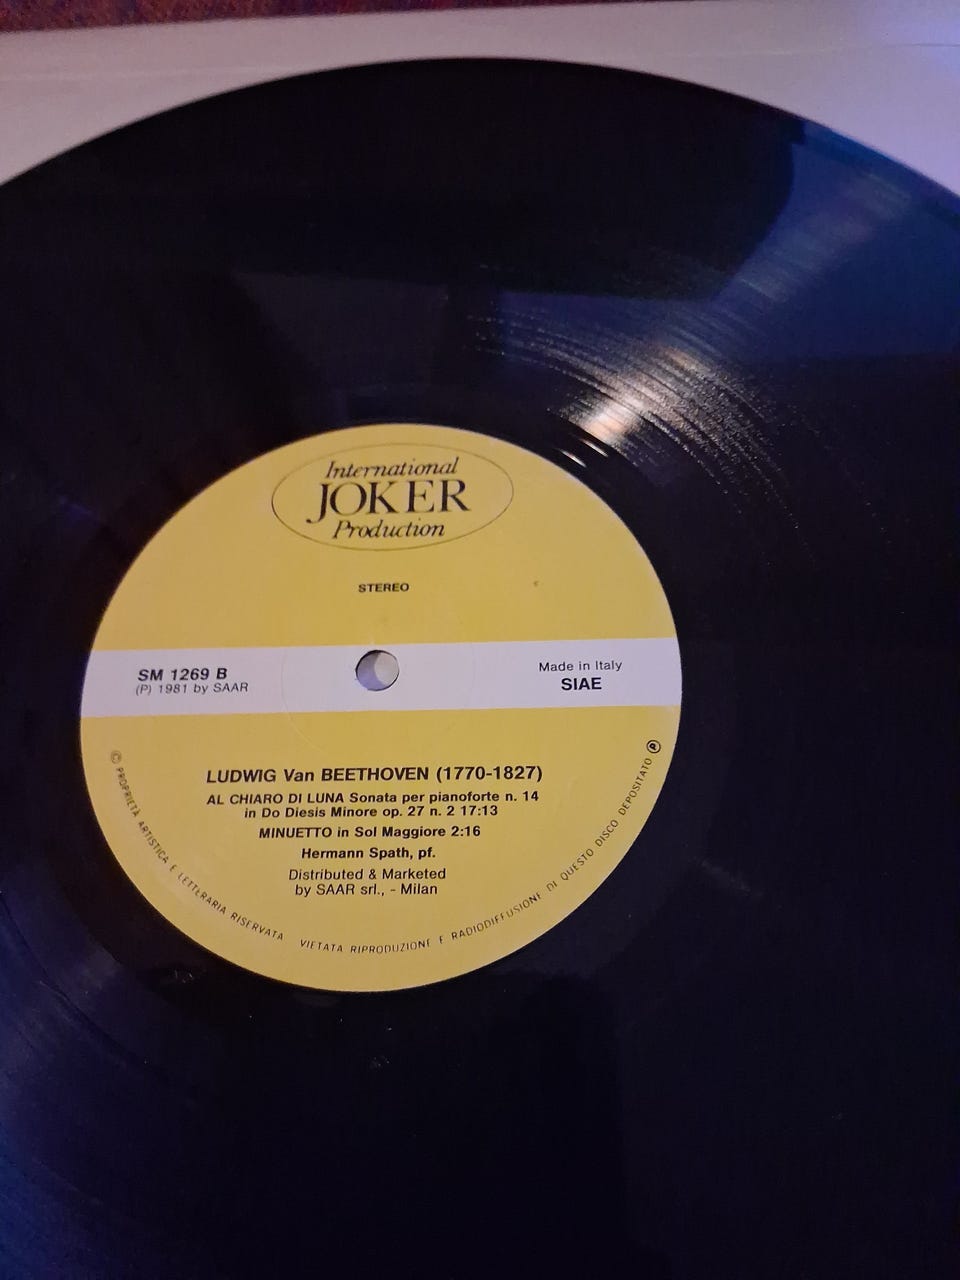 International
JOKER
Production
STEREO
SM 1269 B
(P) 1981 by SAAR
Made in Italy
SIAE
LUDWIG Van BEETHOVEN (1770-1827)
AL CHIARO DI LUNA Sonata per pianoforte n. 14
in Do Diesis Minore op. 27 n. 2 17:13
MINUETTO in Sol Maggiore 2:16
Hermann Spath, pf.
Distributed & Marketed
by SAAR srl., - Milan
© PROPRIETÀ ARTISTICA E LETTERARIA RISERVATA VIETATA RIPRODUZIONE E RADIODIFFUSIONE DI QUESTO DISCO DEPOSITATO ℗